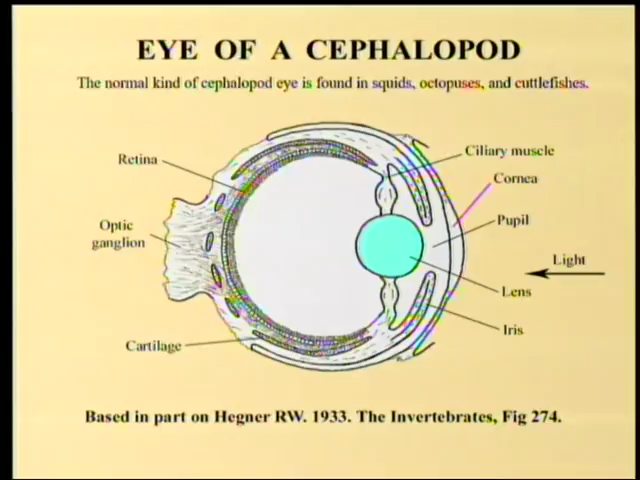 EYE OF A CEPHALOPOD
The normal kind of cephalopod eye is found in squids, octopuses, and cuttlefishes.
Ciliary muscle
Retina
Cornea
Pupil
Optic
ganglion
Light
Lens
Iris
Cartilage
Based in part on Hegner RW. 1933. The Invertebrates, Fig 274.